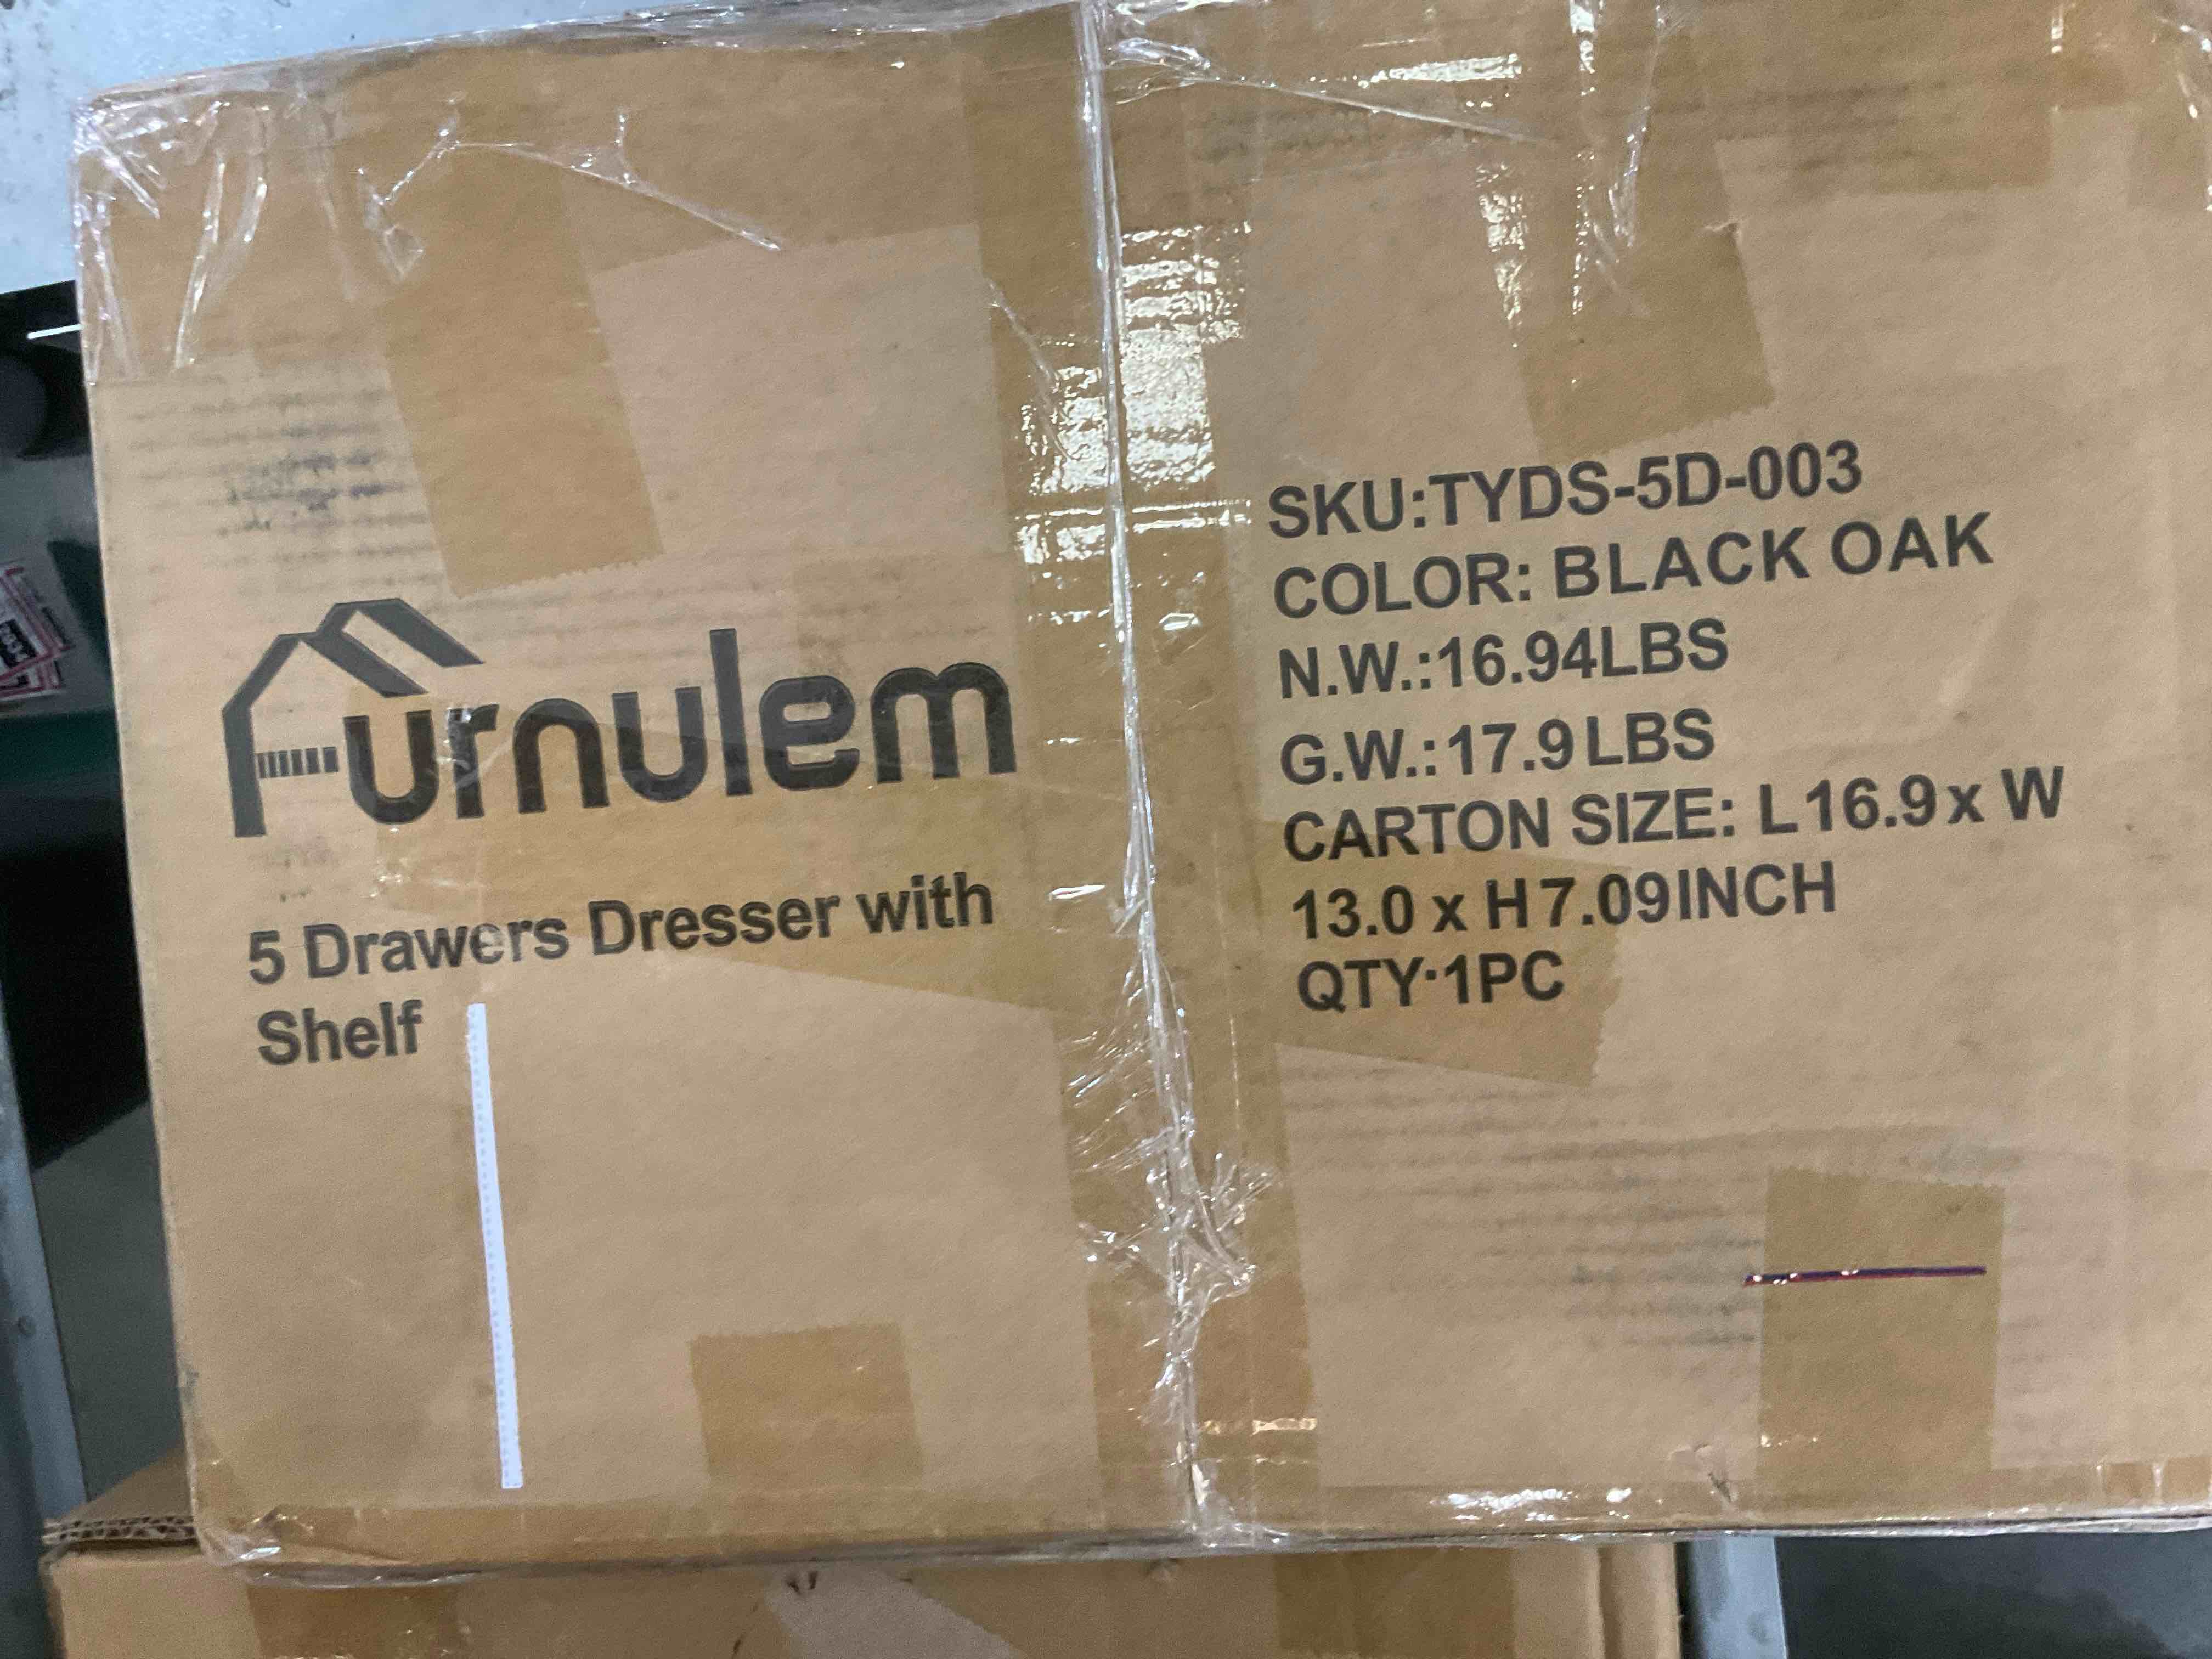 Furnulem
5 Drawers Dresser with
Shelf
SKU:TYDS-5D-003
COLOR: BLACK OAK
N.W.:16.94LBS
G.W.:17.9LBS
CARTON SIZE: L16.9 x W
13.0 x H7.09INCH
QTY:1PC